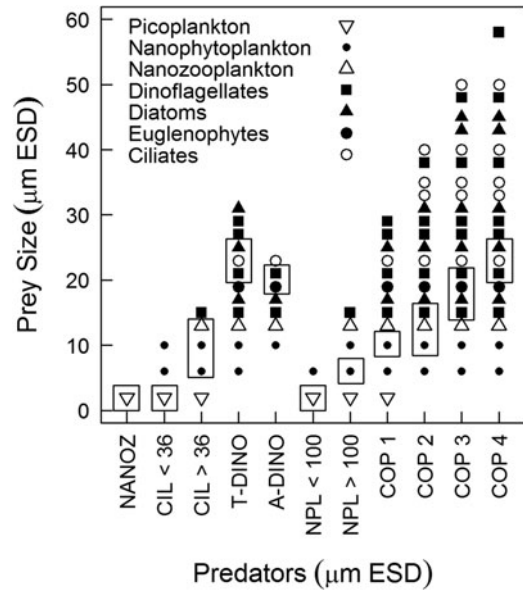 60
50
40
30
20
10
0
Prey Size (μm ESD)
Picoplankton
Nanophytoplankton
Nanozooplankton
Dinoflagellates
Diatoms
Euglenophytes
Ciliates
NANOZ
CIL < 36
CIL > 36
T-DINO
A-DINO
NPL < 100
NPL > 100
COP 1
COP 2
COP 3
COP 4
Predators (μm ESD)